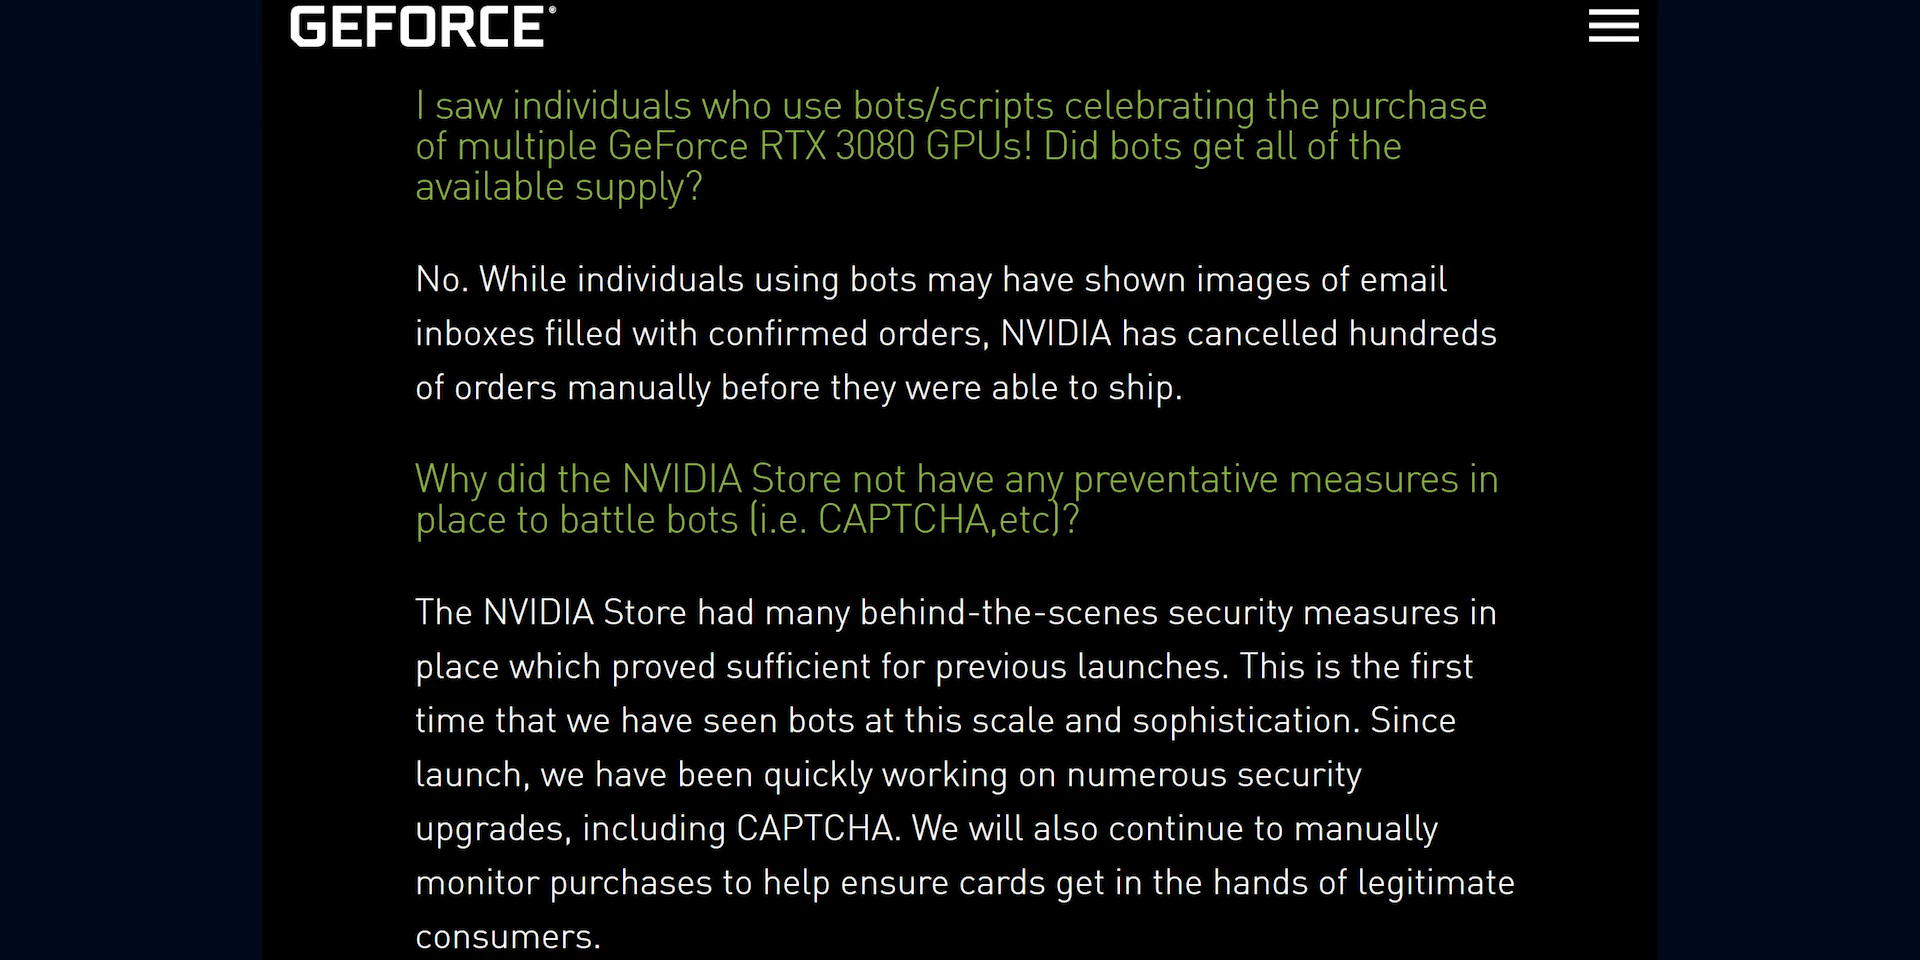 GEFORCE®
I saw individuals who use bots/scripts celebrating the purchase
of multiple GeForce RTX 3080 GPUs! Did bots get all of the
available supply?
No. While individuals using bots may have shown images of email
inboxes filled with confirmed orders, NVIDIA has cancelled hundreds
of orders manually before they were able to ship.
Why did the NVIDIA Store not have any preventative measures in
place to battle bots (i.e. CAPTCHA,etc)?
The NVIDIA Store had many behind-the-scenes security measures in
place which proved sufficient for previous launches. This is the first
time that we have seen bots at this scale and sophistication. Since
launch, we have been quickly working on numerous security
upgrades, including CAPTCHA. We will also continue to manually
monitor purchases to help ensure cards get in the hands of legitimate
consumers.